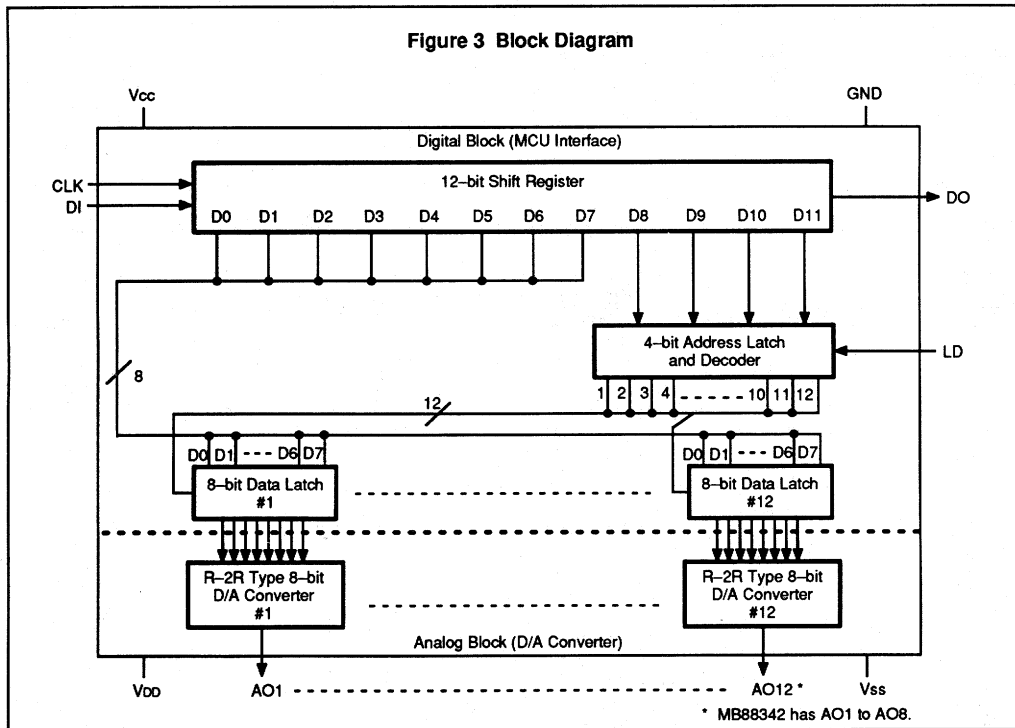 Figure 3 Block Diagram
Vcc
GND
Digital Block (MCU Interface)
CLK
DI
12–bit Shift Register
DO
D0 D1 D2 D3 D4 D5 D6 D7 D8 D9 D10 D11
4–bit Address Latch
and Decoder
LD
8
1 2 3 4 10 11 12
12
D0 D1 D6 D7
D0 D1 D6 D7
8–bit Data Latch
#1
8–bit Data Latch
#12
R–2R Type 8–bit
D/A Converter
#1
R–2R Type 8–bit
D/A Converter
#12
Analog Block (D/A Converter)
VDD
AO1
AO12 *
Vss
* MB88342 has AO1 to AO8.